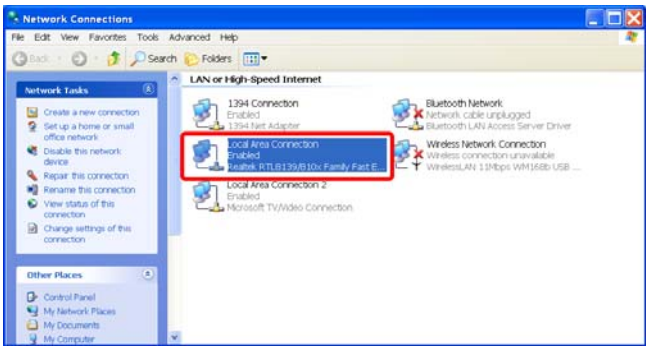 Network Connections
File Edit View Favorites Tools Advanced Help
Back Search Folders
Network Tasks
Create a new connection
Set up a home or small
office network
Disable this network
device
Repair this connection
Rename this connection
View status of this
connection
Change settings of this
connection
Other Places
Control Panel
My Network Places
My Documents
My Computer
LAN or High-Speed Internet
1394 Connection
Enabled
1394 Net Adapter
Bluetooth Network
Network cable unplugged
Bluetooth LAN Access Server Driver
Local Area Connection
Enabled
Realtek RTL8139/810x Family Fast E...
Wireless Network Connection
Wireless connection unavailable
WirelessLAN 11Mbps WM168b USB ...
Local Area Connection 2
Enabled
Microsoft TV/Video Connection